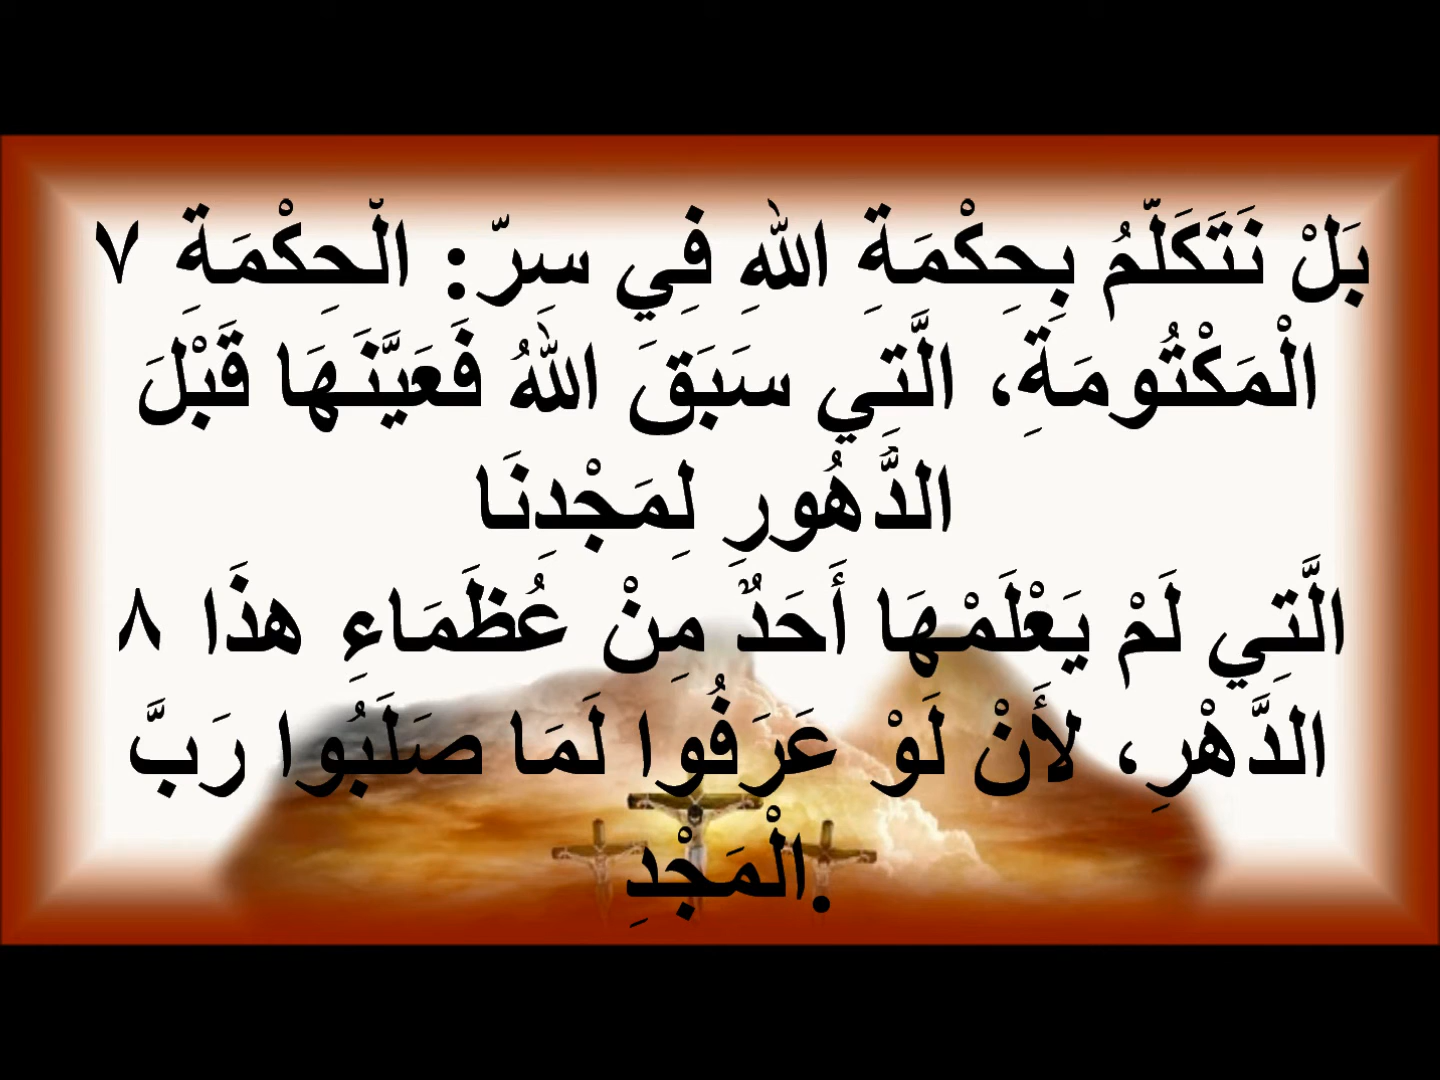 بَلْ نَتَكَلَّمُ بِحِكْمَةِ اللهِ فِي سِرّ: الْحِكْمَةِ ٧
الْمَكْتُومَةِ، الَّتِي سَبَقَ اللهُ فَعَيَّنَهَا قَبْلَ
الدُّهُورِ لِمَجْدِنَا
الَّتِي لَمْ يَعْلَمْهَا أَحَدٌ مِنْ عُظَمَاءِ هذَا ٨
الدَّهْرِ، لأَنْ لَوْ عَرَفُوا لَمَا صَلَبُوا رَبَّ
الْمَجْدِ.